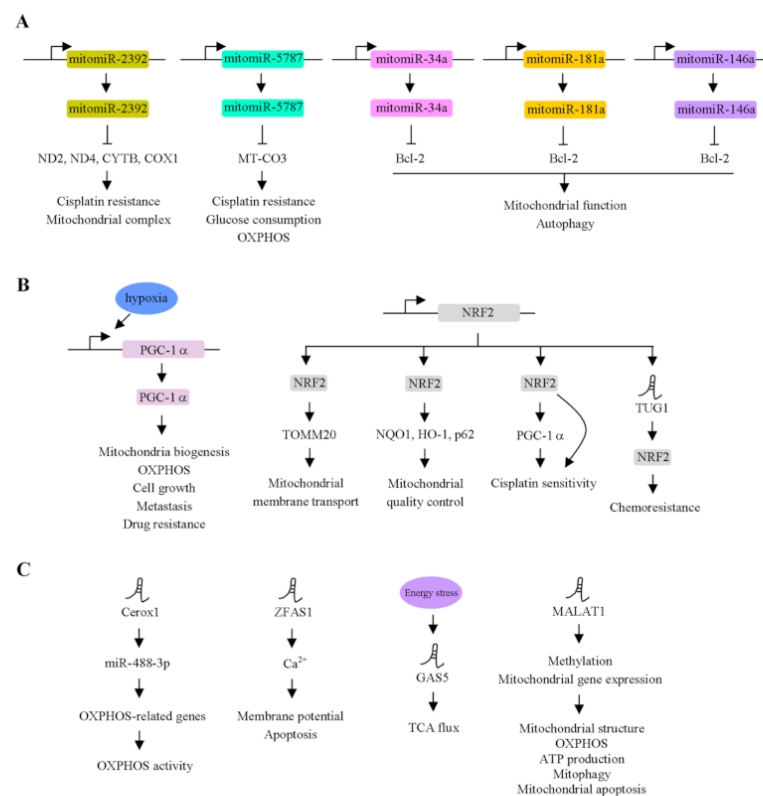 A
mitomiR-2392 mitomiR-5787 mitomiR-34a mitomiR-181a mitomiR-146a
mitomiR-2392 mitomiR-5787 mitomiR-34a mitomiR-181a mitomiR-146a
ND2, ND4, CYTB, COX1 MT-CO3 Bcl-2 Bcl-2 Bcl-2
Cisplatin resistance
Mitochondrial complex
Cisplatin resistance
Glucose consumption
OXPHOS
Mitochondrial function
Autophagy
B
hypoxia
PGC-1 α
PGC-1 α
Mitochondria biogenesis
OXPHOS
Cell growth
Metastasis
Drug resistance
NRF2
NRF2
TOMM20
Mitochondrial
membrane transport
NRF2
NQO1, HO-1, p62
Mitochondrial
quality control
NRF2
PGC-1 α
Cisplatin sensitivity
TUG1
NRF2
Chemoresistance
C
Cerox1
miR-488-3p
OXPHOS-related genes
OXPHOS activity
ZFAS1
Ca²⁺
Membrane potential
Apoptosis
Energy stress
GAS5
TCA flux
MALAT1
Methylation
Mitochondrial gene expression
Mitochondrial structure
OXPHOS
ATP production
Mitophagy
Mitochondrial apoptosis